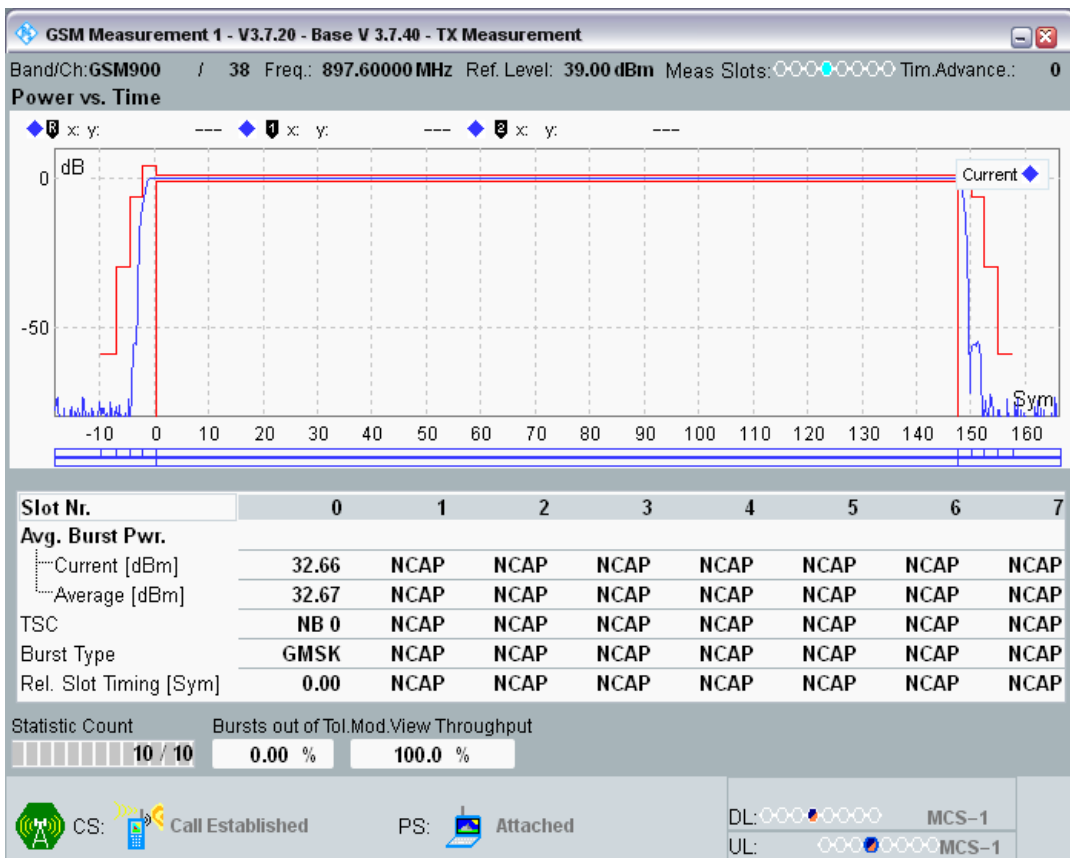 GSM Measurement 1 - V3.7.20 - Base V 3.7.40 - TX Measurement
Band/Ch:GSM900 / 38 Freq.: 897.60000 MHz Ref. Level: 39.00 dBm Meas Slots: Tim.Advance.: 0
Power vs. Time
R x: y: --- 1 x: y: --- 2 x: y: ---
dB
Current
0
-50
Sym
-10 0 10 20 30 40 50 60 70 80 90 100 110 120 130 140 150 160
Slot Nr. 0 1 2 3 4 5 6 7
Avg. Burst Pwr.
Current [dBm] 32.66 NCAP NCAP NCAP NCAP NCAP NCAP NCAP
Average [dBm] 32.67 NCAP NCAP NCAP NCAP NCAP NCAP NCAP
TSC NB 0 NCAP NCAP NCAP NCAP NCAP NCAP NCAP
Burst Type GMSK NCAP NCAP NCAP NCAP NCAP NCAP NCAP
Rel. Slot Timing [Sym] 0.00 NCAP NCAP NCAP NCAP NCAP NCAP NCAP
Statistic Count Bursts out of Tol.Mod.View Throughput
10 / 10 0.00 % 100.0 %
CS: Call Established PS: Attached DL: MCS-1
UL: MCS-1